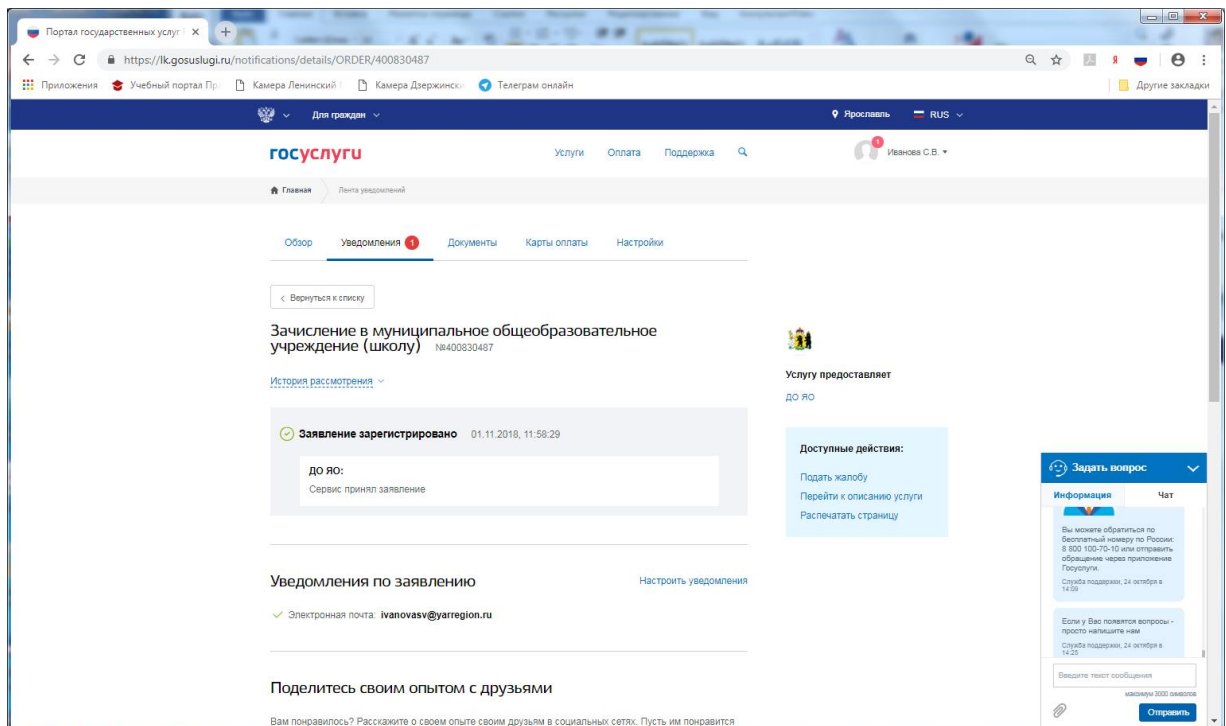 Портал государственных услуг
https://lk.gosuslugi.ru/notifications/details/ORDER/400830487
Приложения Учебный портал Пр Камера Ленинский Камера Дзержински Телеграм онлайн Другие закладки
Для граждан Ярославль RUS
госуслуги Услуги Оплата Поддержка 1 Иванова С.В.
Главная Лента уведомлений
Обзор Уведомления 1 Документы Карты оплаты Настройки
Вернуться к списку
Зачисление в муниципальное общеобразовательное
учреждение (школу) №400830487
История рассмотрения
Заявление зарегистрировано 01.11.2018, 11:58:29
ДО ЯО:
Сервис принял заявление
Услугу предоставляет
ДО ЯО
Доступные действия:
Подать жалобу
Перейти к описанию услуги
Распечатать страницу
Уведомления по заявлению Настроить уведомления
Электронная почта: ivanovasv@yarregion.ru
Поделитесь своим опытом с друзьями
Вам понравилось? Расскажите о своем опыте своим друзьям в социальных сетях. Пусть им понравится
Задать вопрос
Информация Чат
Вы можете обратиться по
бесплатный номеру по России:
8 800 100-70-10 или отправить
обращение через приложение
Госуслуги.
Служба поддержки, 24 октября в
14:09
Если у Вас появятся вопросы -
просто напишите нам
Служба поддержки, 24 октября в
14:25
Введите текст сообщения
максимум 3000 символов
Отправить